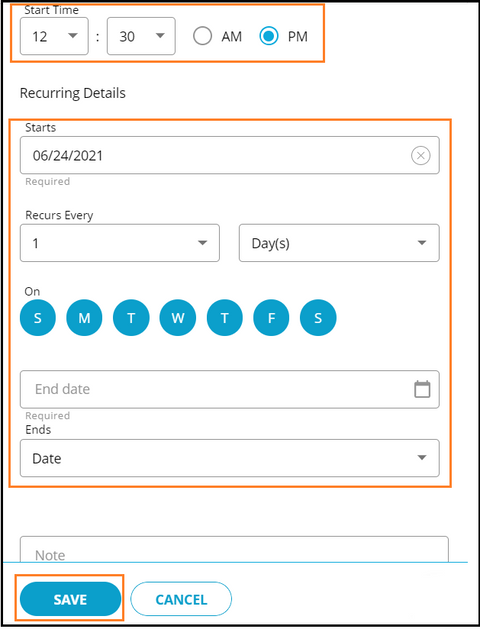 Start Time
12 : 30 AM PM
Recurring Details
Starts
06/24/2021
Required
Recurs Every
1 Day(s)
On
S M T W T F S
End date
Required
Ends
Date
Note
SAVE CANCEL